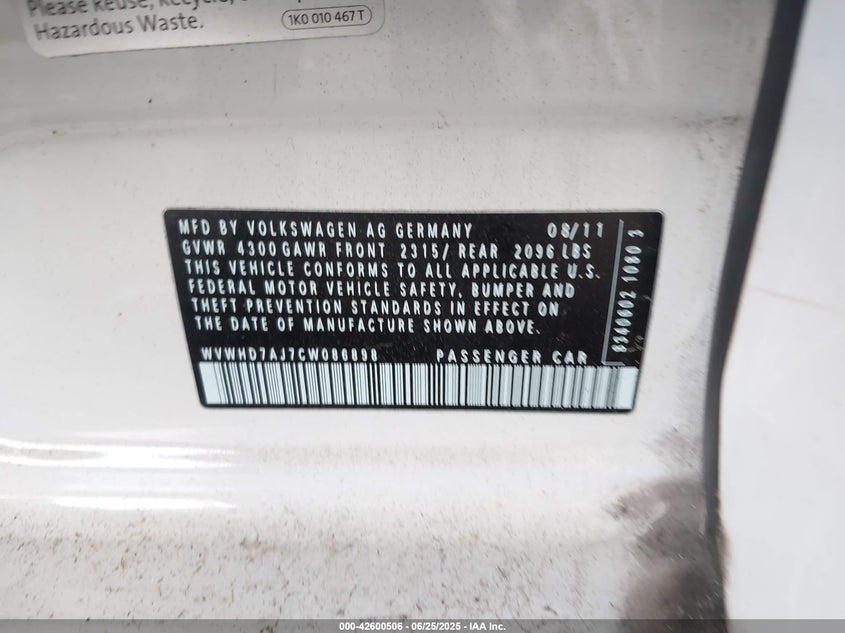 Please Reuse, Recycle,
Hazardous Waste.
1K0 010 467 T
MFD BY VOLKSWAGEN AG GERMANY 08/11
GVWR 4300 GAWR FRONT 2315/ REAR 2096 LBS
THIS VEHICLE CONFORMS TO ALL APPLICABLE U.S.
FEDERAL MOTOR VEHICLE SAFETY, BUMPER AND
THEFT PREVENTION STANDARDS IN EFFECT ON
THE DATE OF MANUFACTURE SHOWN ABOVE.
WVWHD7AJ7CW086898 PASSENGER CAR
8340602 1080 3
000-42600506 - 06/25/2025 - IAA Inc.